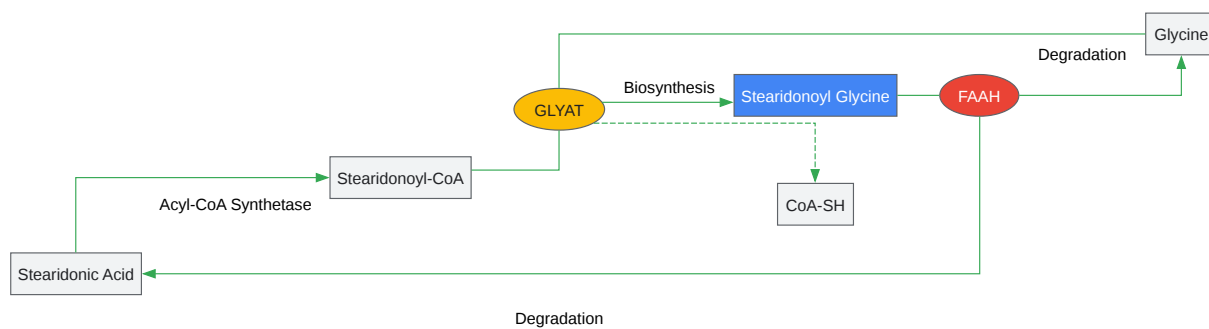 Glycine
Degradation
Biosynthesis
Stearidonoyl Glycine
FAAH
GLYAT
Stearidonoyl-CoA
Acyl-CoA Synthetase
CoA-SH
Stearidonic Acid
Degradation